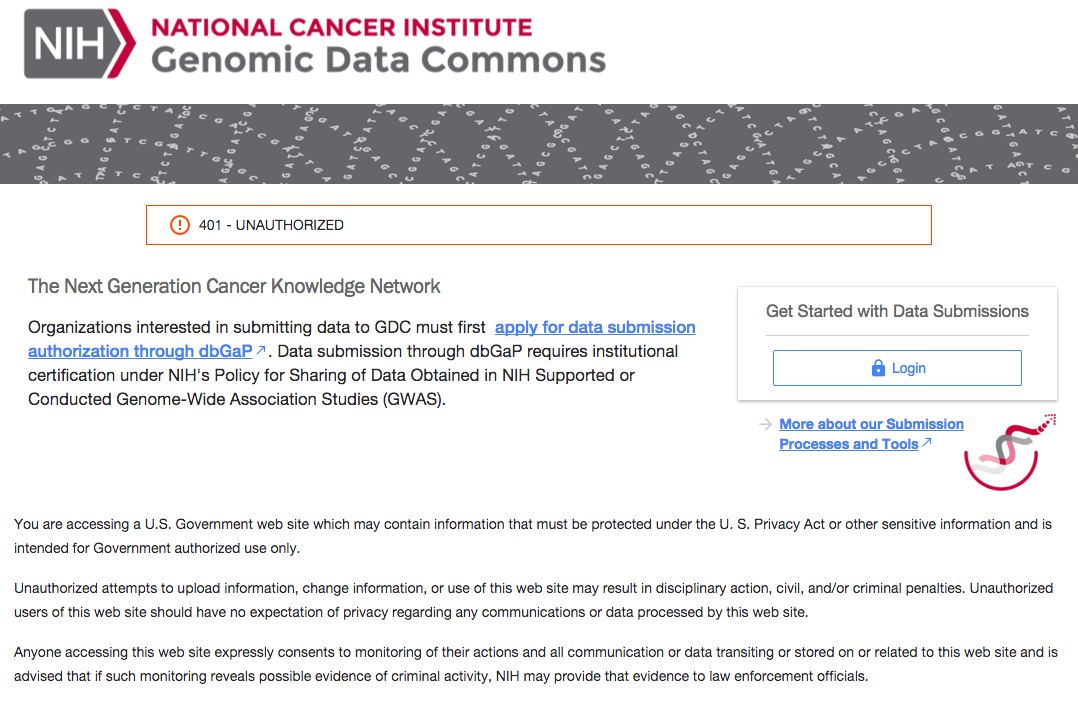 NIH
NATIONAL CANCER INSTITUTE
Genomic Data Commons
401 - UNAUTHORIZED
The Next Generation Cancer Knowledge Network
Organizations interested in submitting data to GDC must first apply for data submission
authorization through dbGaP. Data submission through dbGaP requires institutional
certification under NIH's Policy for Sharing of Data Obtained in NIH Supported or
Conducted Genome-Wide Association Studies (GWAS).
Get Started with Data Submissions
Login
More about our Submission
Processes and Tools
You are accessing a U.S. Government web site which may contain information that must be protected under the U. S. Privacy Act or other sensitive information and is
intended for Government authorized use only.
Unauthorized attempts to upload information, change information, or use of this web site may result in disciplinary action, civil, and/or criminal penalties. Unauthorized
users of this web site should have no expectation of privacy regarding any communications or data processed by this web site.
Anyone accessing this web site expressly consents to monitoring of their actions and all communication or data transiting or stored on or related to this web site and is
advised that if such monitoring reveals possible evidence of criminal activity, NIH may provide that evidence to law enforcement officials.